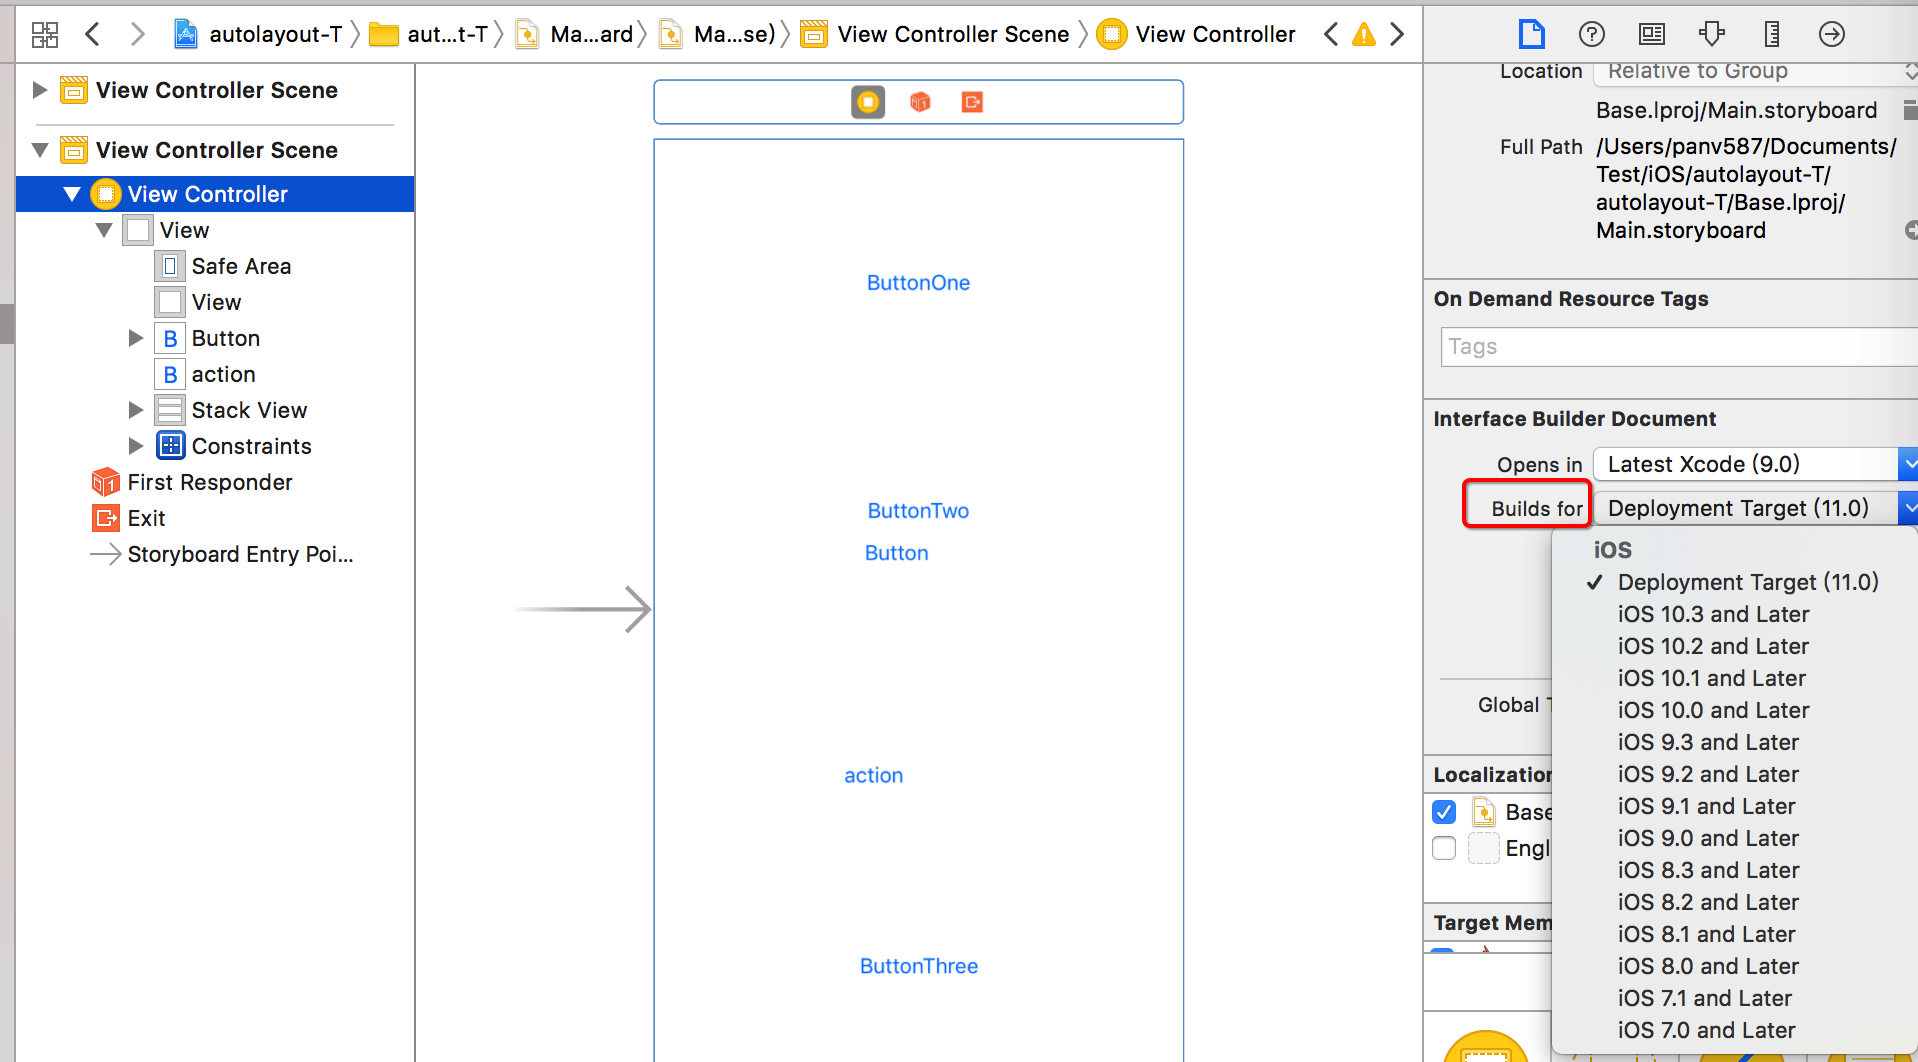 autolayout-T
aut...t-T
Ma...ard
Ma...se)
View Controller Scene
View Controller
View Controller Scene
View Controller Scene
View Controller
View
Safe Area
View
B Button
B action
Stack View
Constraints
First Responder
Exit
Storyboard Entry Poi...
ButtonOne
ButtonTwo
Button
action
ButtonThree
Location Relative to Group
Base.lproj/Main.storyboard
Full Path /Users/panv587/Documents/
Test/iOS/autolayout-T/
autolayout-T/Base.lproj/
Main.storyboard
On Demand Resource Tags
Tags
Interface Builder Document
Opens in Latest Xcode (9.0)
Builds for Deployment Target (11.0)
iOS
✓ Deployment Target (11.0)
iOS 10.3 and Later
iOS 10.2 and Later
iOS 10.1 and Later
iOS 10.0 and Later
iOS 9.3 and Later
iOS 9.2 and Later
iOS 9.1 and Later
iOS 9.0 and Later
iOS 8.3 and Later
iOS 8.2 and Later
iOS 8.1 and Later
iOS 8.0 and Later
iOS 7.1 and Later
iOS 7.0 and Later
Global
Localization
Base
Engl
Target Mem